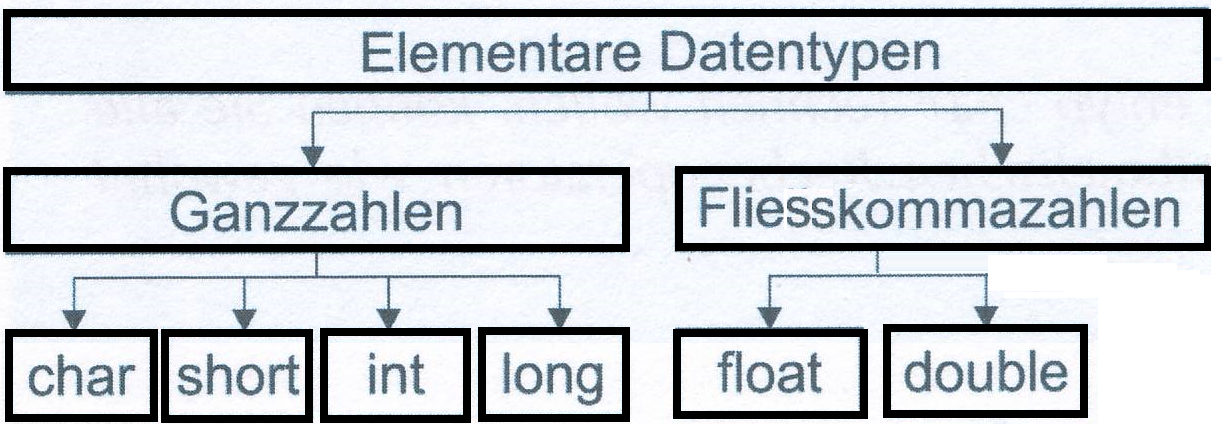 Elementare Datentypen
Ganzzahlen Fliesskommazahlen
char short int long float double